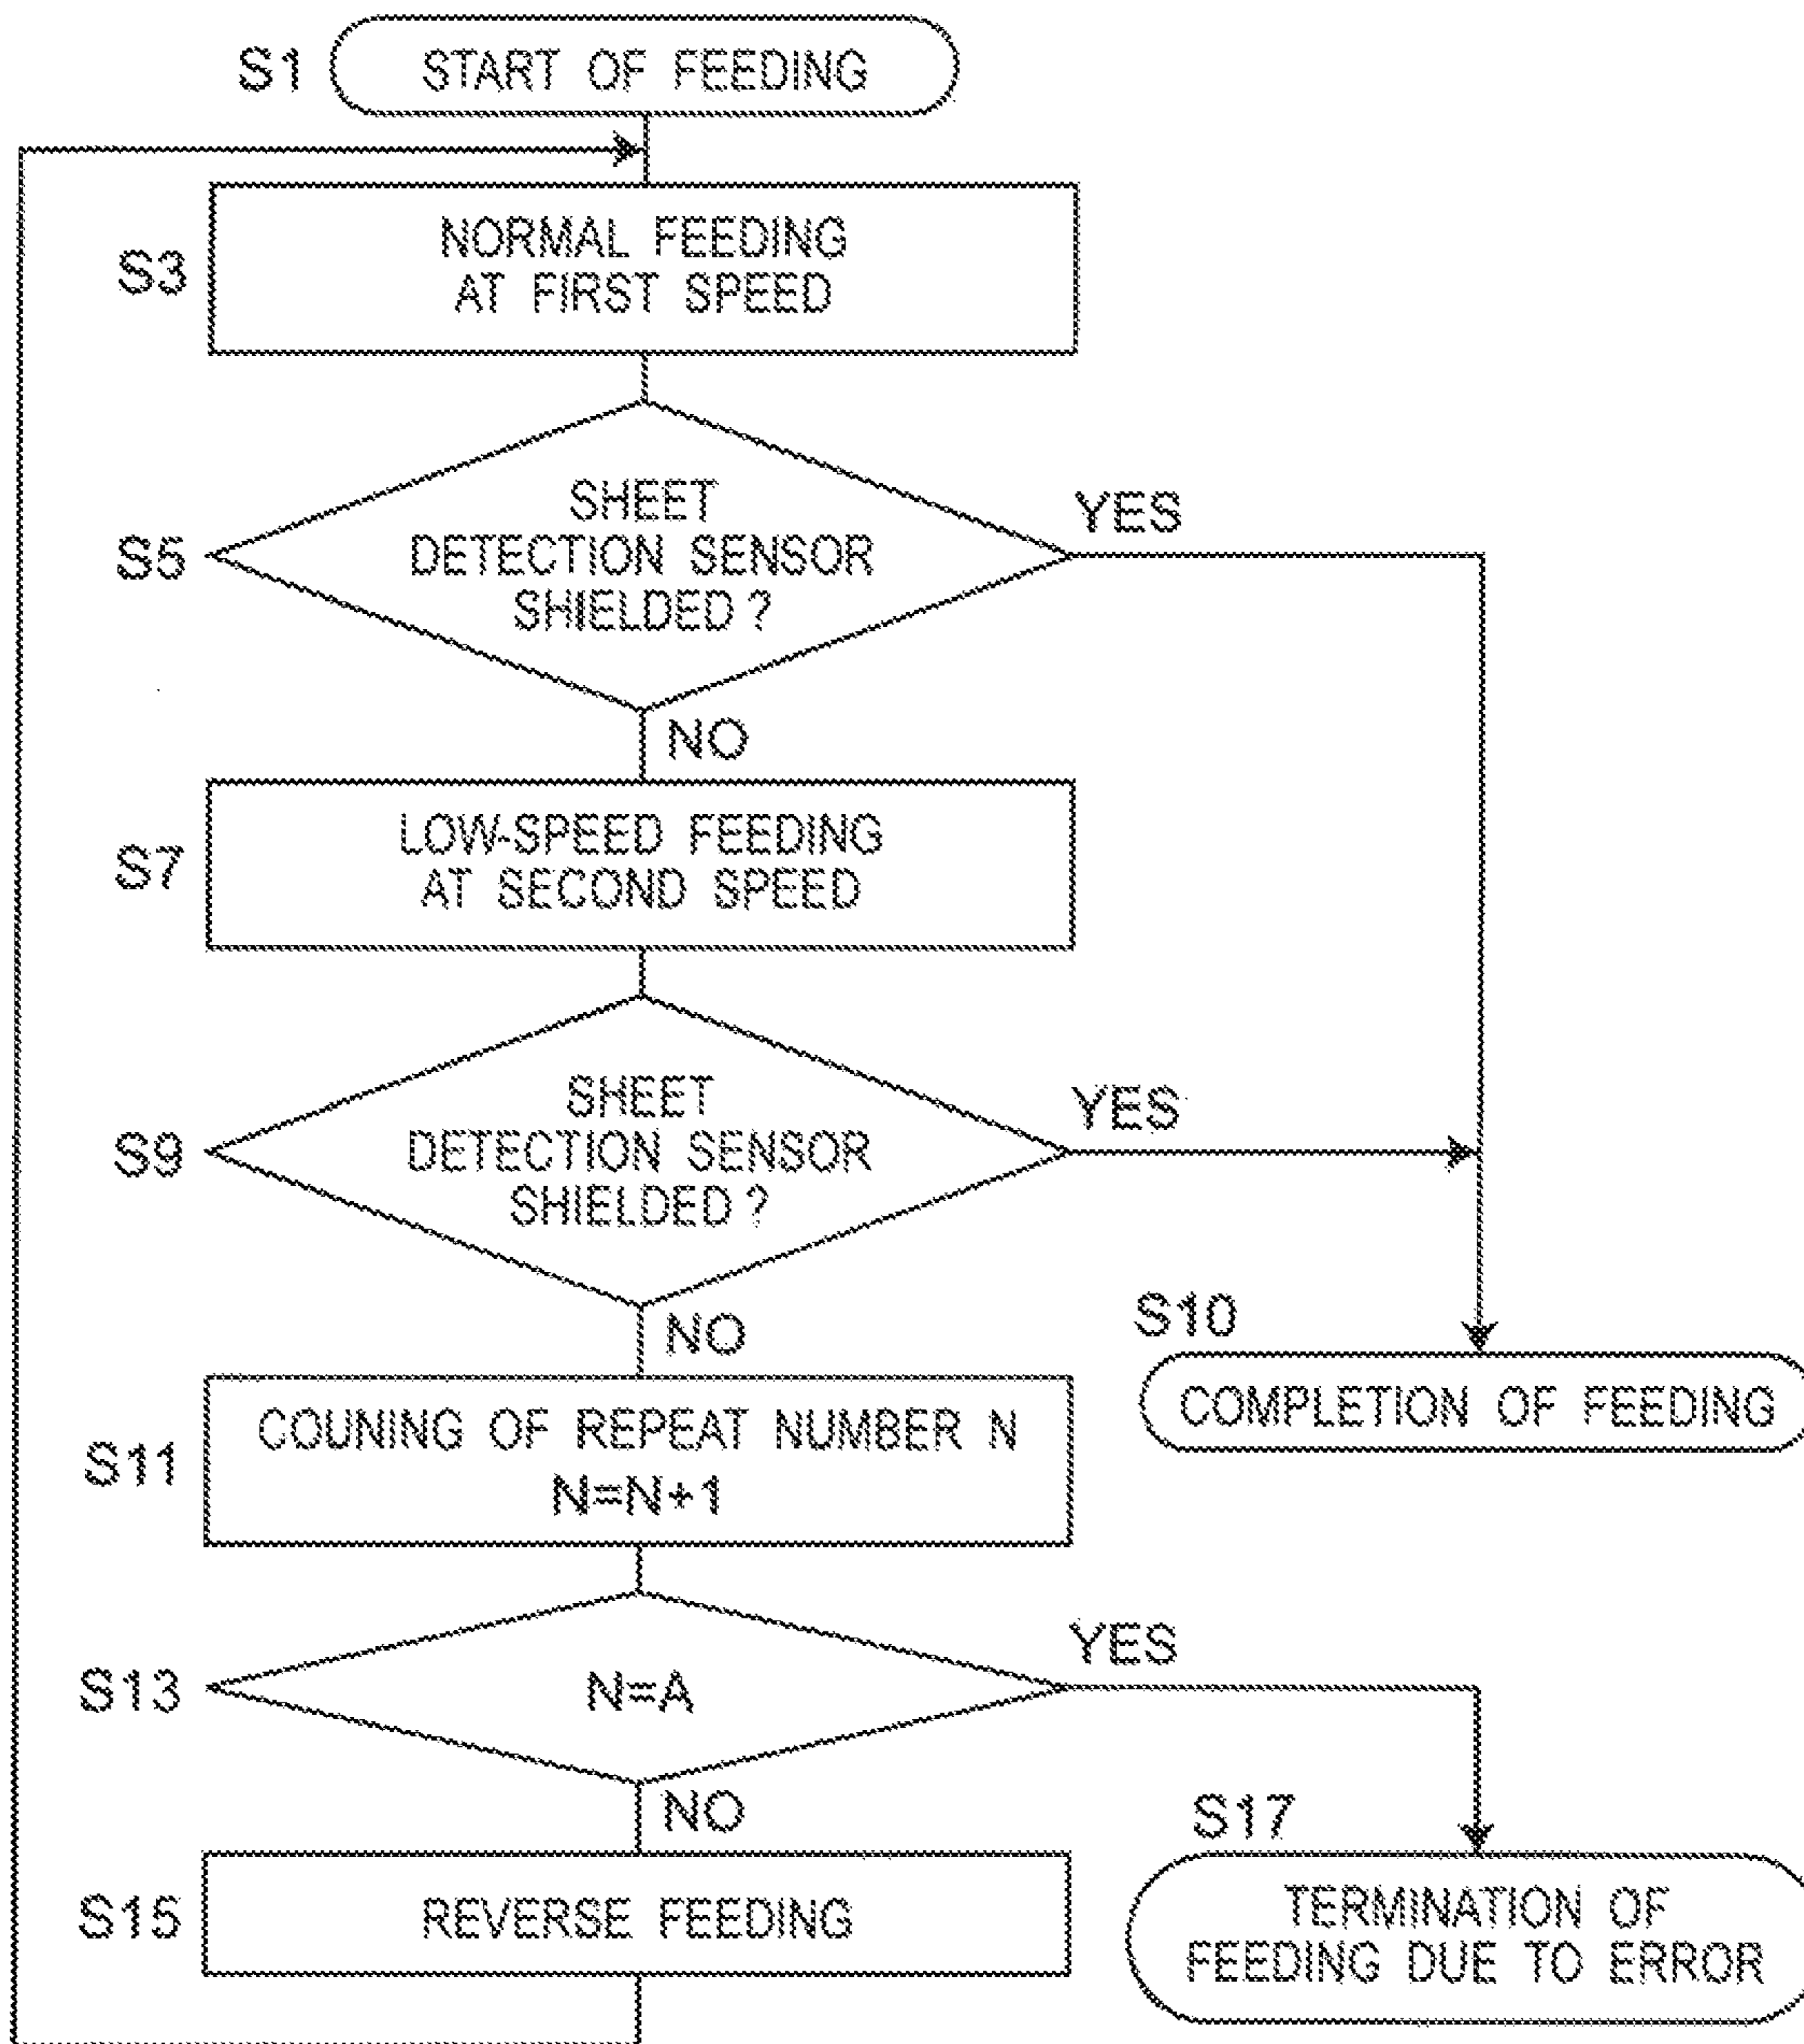 S1 START OF FEEDING
S3 NORMAL FEEDING
AT FIRST SPEED
S5 SHEET
DETECTION SENSOR
SHIELDED ?
YES
NO
S7 LOW-SPEED FEEDING
AT SECOND SPEED
S9 SHEET
DETECTION SENSOR
SHIELDED ?
YES
NO
S10
COMPLETION OF FEEDING
S11 COUNING OF REPEAT NUMBER N
N=N+1
S13 N=A
YES
NO
S15 REVERSE FEEDING
S17
TERMINATION OF
FEEDING DUE TO ERROR